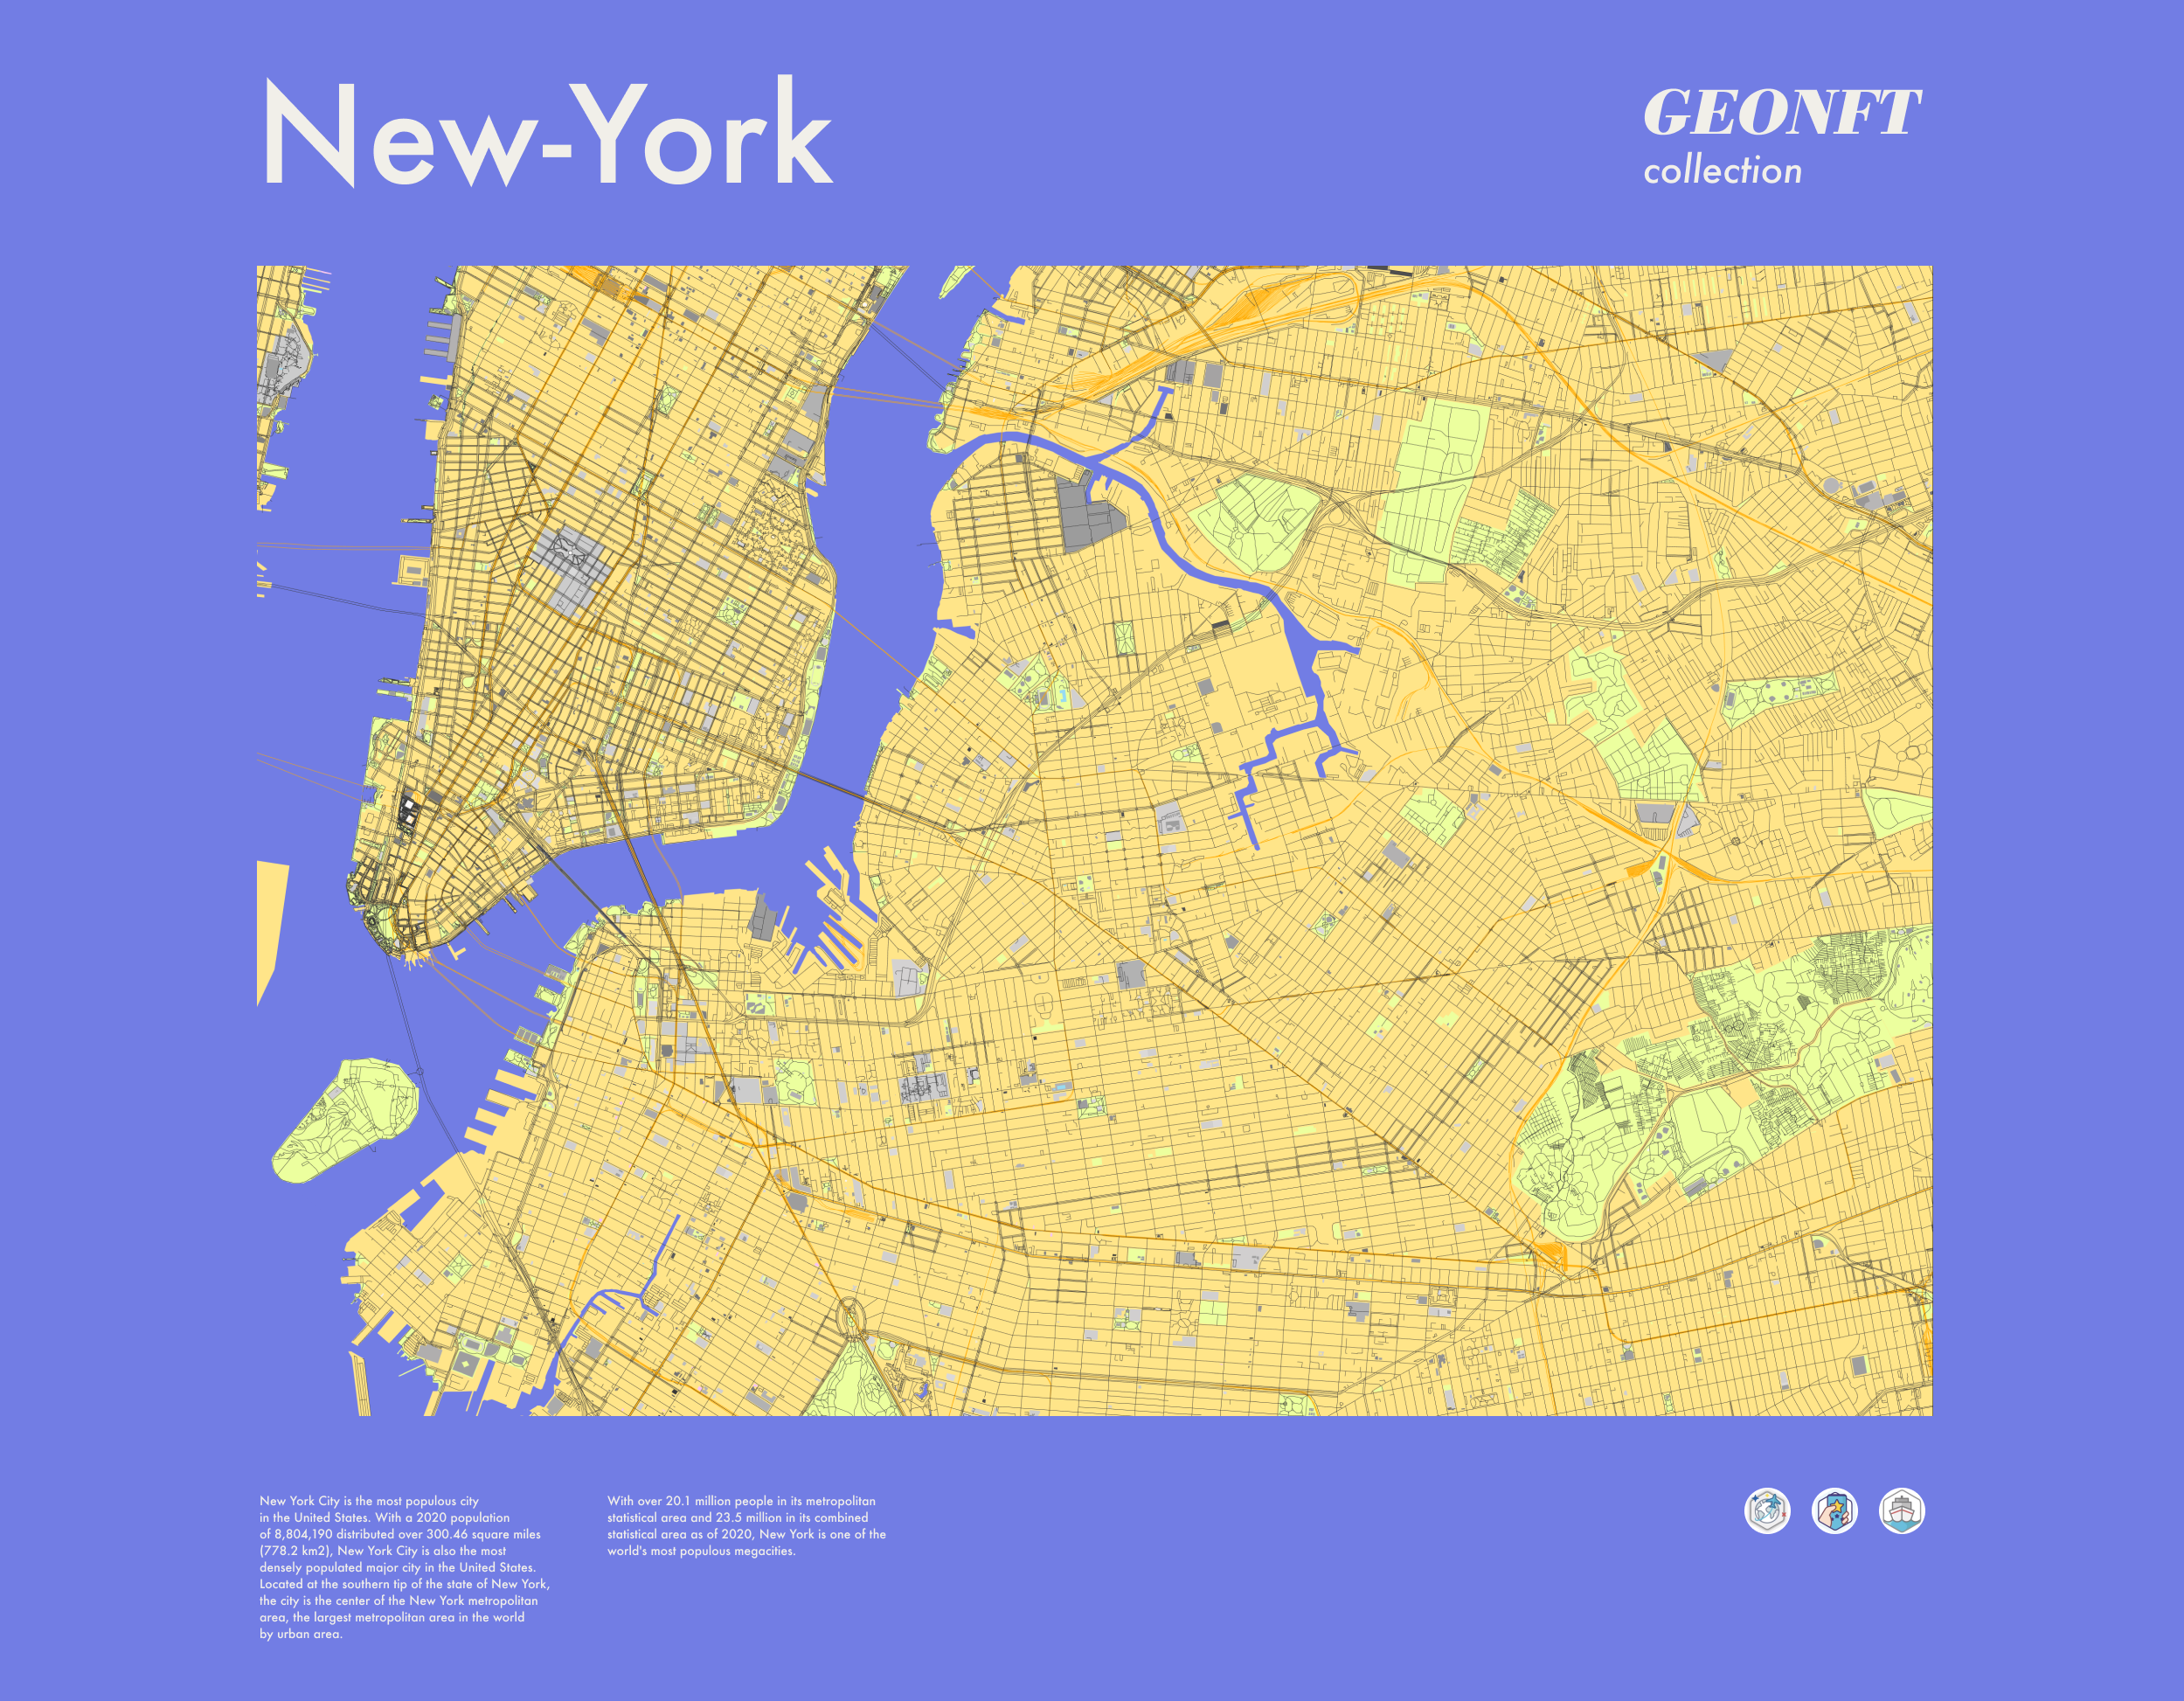 New-York
GEONFT
collection
New York City is the most populous city
in the United States. With a 2020 population
of 8,804,190 distributed over 300.46 square miles
(778.2 km2), New York City is also the most
densely populated major city in the United States.
Located at the southern tip of the state of New York,
the city is the center of the New York metropolitan
area, the largest metropolitan area in the world
by urban area.
With over 20.1 million people in its metropolitan
statistical area and 23.5 million in its combined
statistical area as of 2020, New York is one of the
world's most populous megacities.